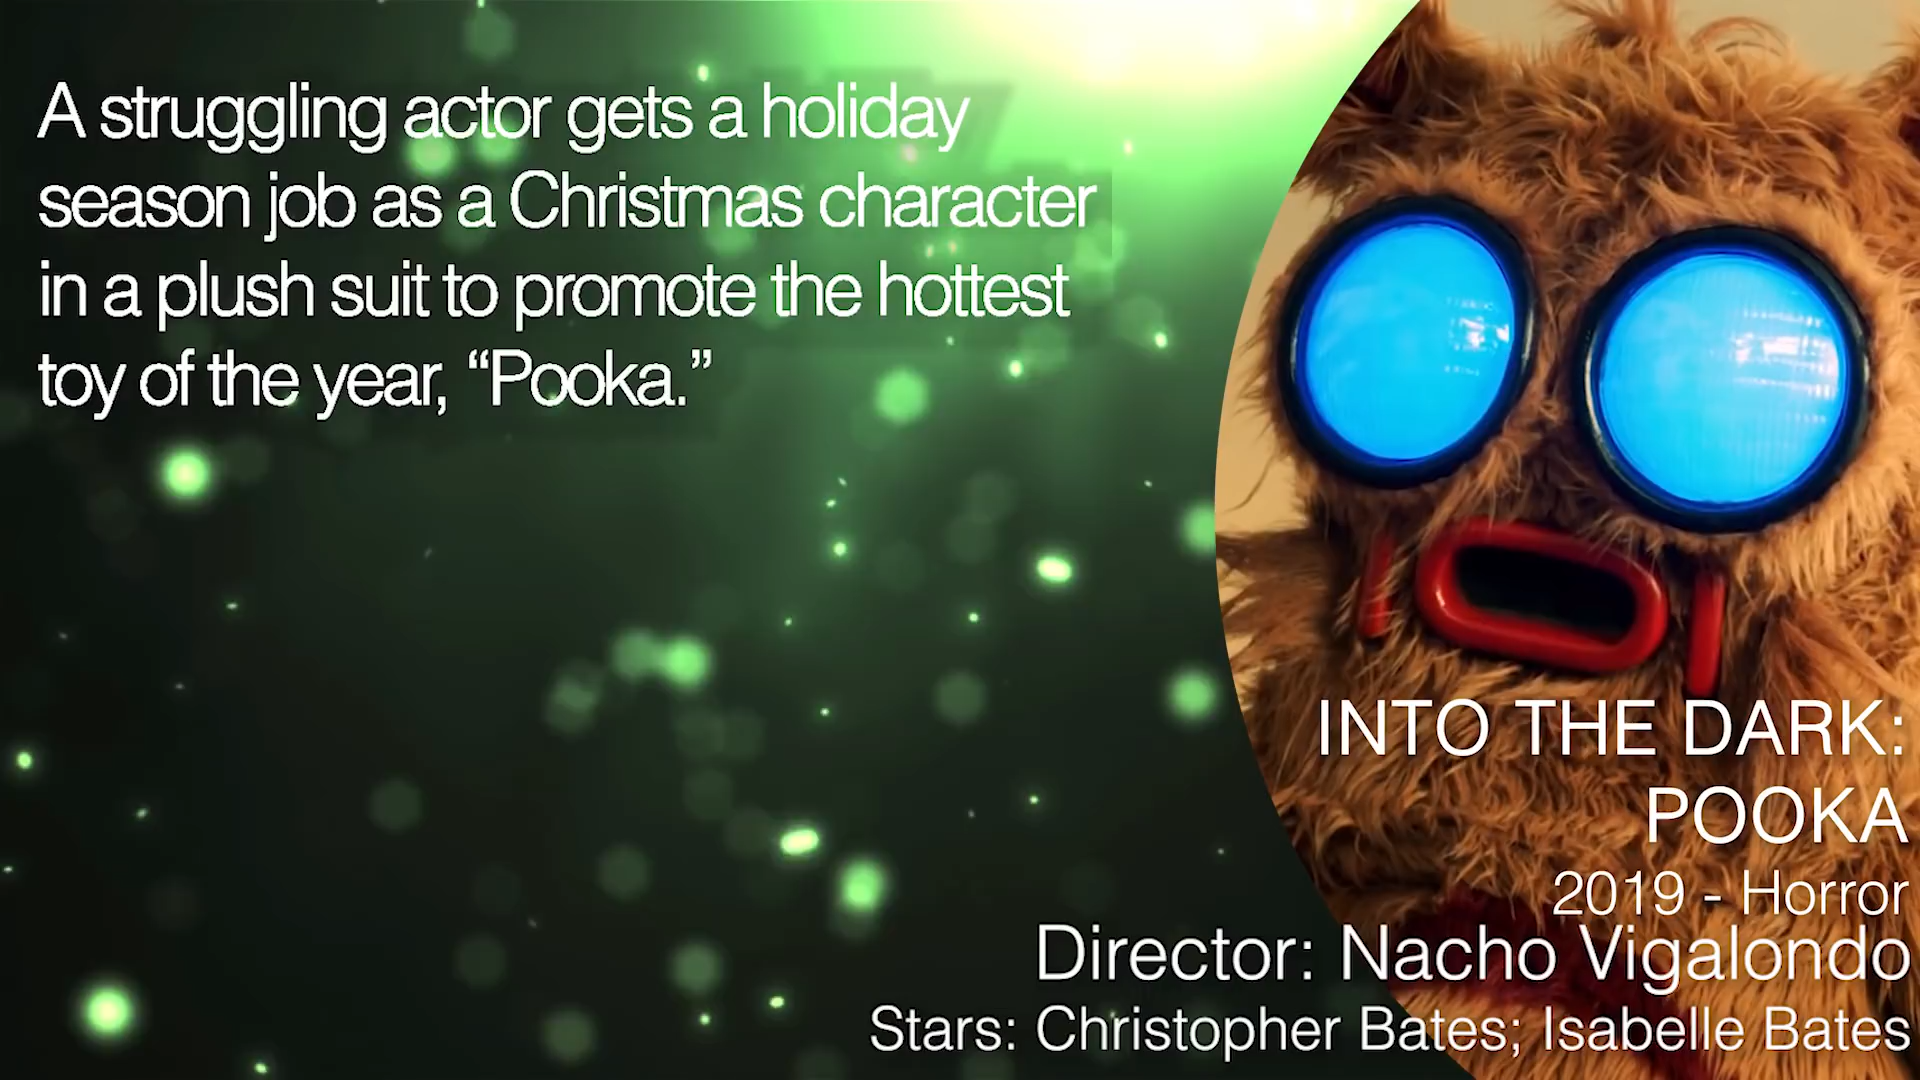 A struggling actor gets a holiday
season job as a Christmas character
in a plush suit to promote the hottest
toy of the year, “Pooka.”
INTO THE DARK:
POOKA
2019 - Horror
Director: Nacho Vigalondo
Stars: Christopher Bates; Isabelle Bates